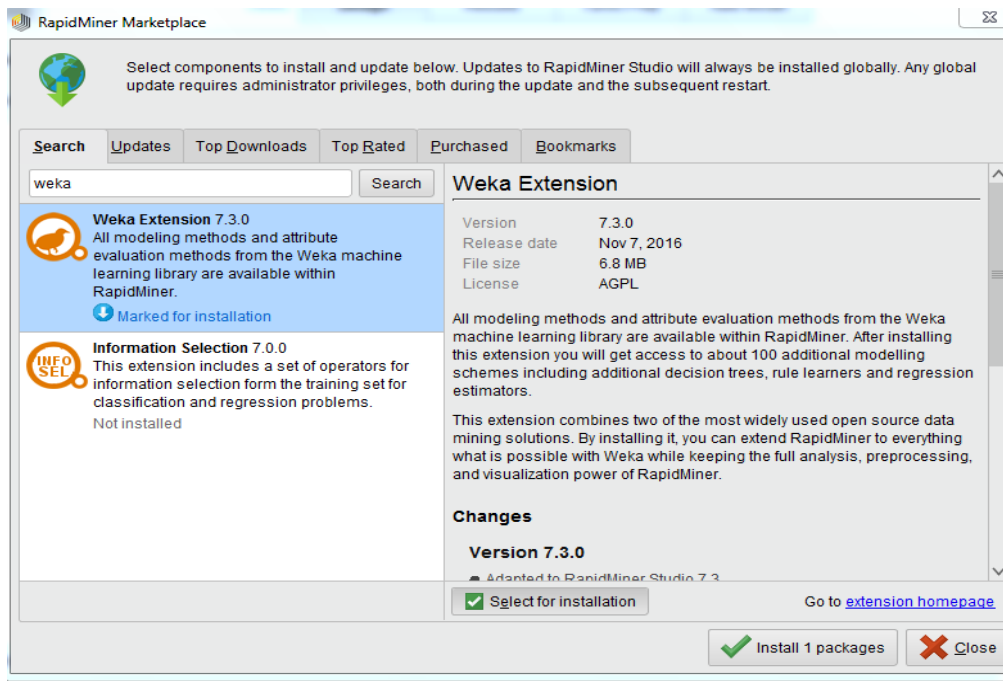 RapidMiner Marketplace
Select components to install and update below. Updates to RapidMiner Studio will always be installed globally. Any global
update requires administrator privileges, both during the update and the subsequent restart.
Search Updates Top Downloads Top Rated Purchased Bookmarks
weka Search
Weka Extension 7.3.0
All modeling methods and attribute
evaluation methods from the Weka machine
learning library are available within
RapidMiner.
Marked for installation
INFO
SEL
Information Selection 7.0.0
This extension includes a set of operators for
information selection form the training set for
classification and regression problems.
Not installed
Weka Extension
Version 7.3.0
Release date Nov 7, 2016
File size 6.8 MB
License AGPL
All modeling methods and attribute evaluation methods from the Weka
machine learning library are available within RapidMiner. After installing
this extension you will get access to about 100 additional modelling
schemes including additional decision trees, rule learners and regression
estimators.
This extension combines two of the most widely used open source data
mining solutions. By installing it, you can extend RapidMiner to everything
what is possible with Weka while keeping the full analysis, preprocessing,
and visualization power of RapidMiner.
Changes
Version 7.3.0
Adapted to RapidMiner Studio 7.3
Select for installation Go to extension homepage
Install 1 packages Close